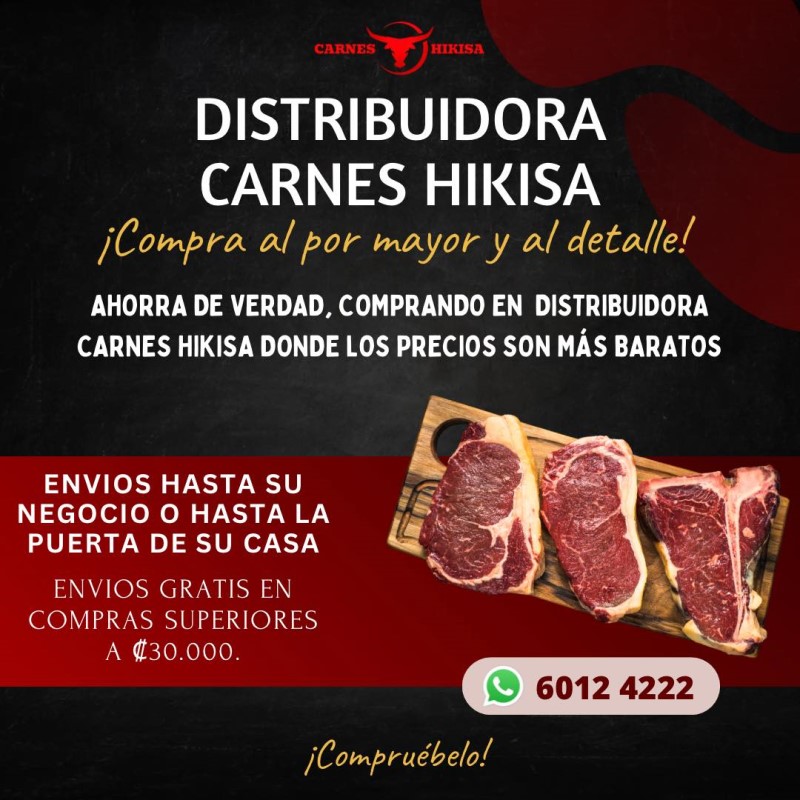 CARNES HIKISA
DISTRIBUIDORA
CARNES HIKISA
¡Compra al por mayor y al detalle!
AHORRA DE VERDAD, COMPRANDO EN DISTRIBUIDORA
CARNES HIKISA DONDE LOS PRECIOS SON MÁS BARATOS
ENVIOS HASTA SU
NEGOCIO O HASTA LA
PUERTA DE SU CASA
ENVIOS GRATIS EN
COMPRAS SUPERIORES
A ₡30.000.
6012 4222
¡Compruébelo!